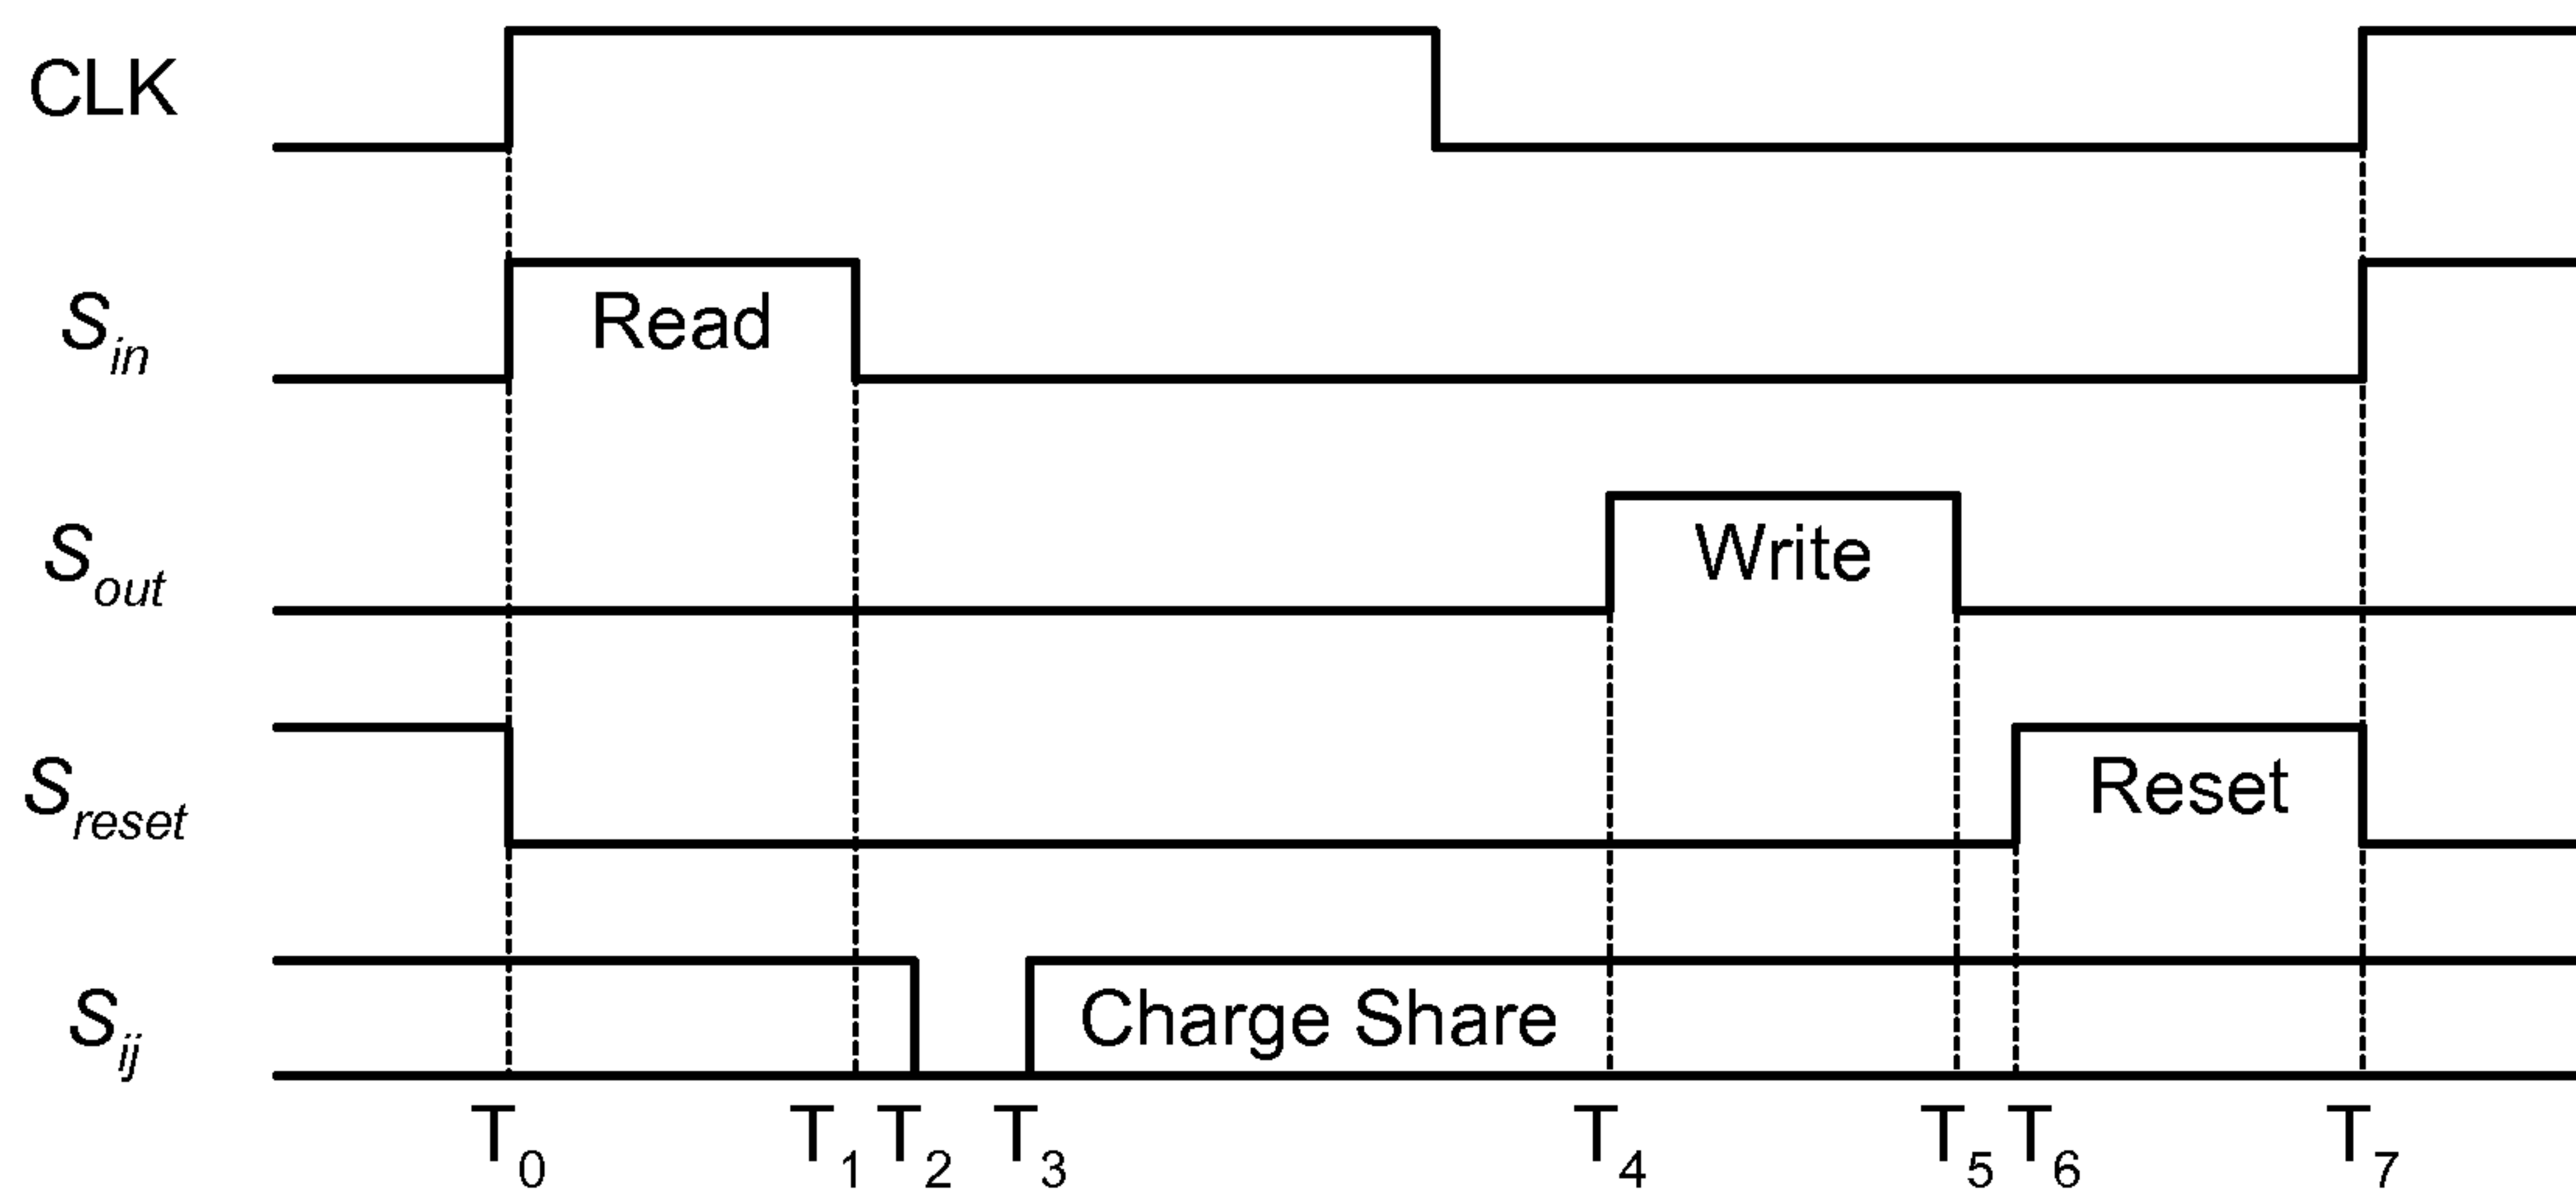 CLK
S_in
Read
S_out
Write
S_reset
Reset
S_ij
Charge Share
T_0 T_1 T_2 T_3 T_4 T_5 T_6 T_7